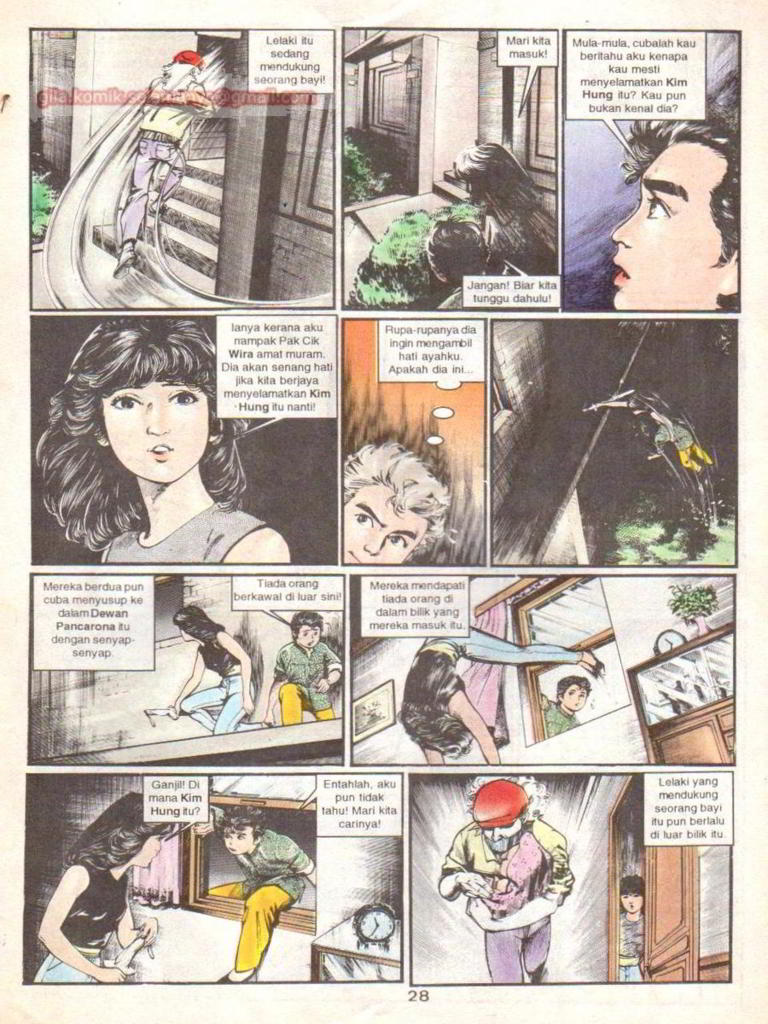 Lelaki itu
sedang
mendukung
seorang bayi!
Mari kita
masuk!
Jangan! Biar kita
tunggu dahulu!
Mula-mula, cubalah kau
beritahu aku kenapa
kau mesti
menyelamatkan Kim
Hung itu? Kau pun
bukan kenal dia?
Ianya kerana aku
nampak Pak Cik
Wira amat muram.
Dia akan senang hati
jika kita berjaya
menyelamatkan Kim
Hung itu nanti!
Rupa-rupanya dia
ingin mengambil
hati ayahku.
Apakah dia ini...
Mereka berdua pun
cuba menyusup ke
dalam Dewan
Pancarona itu
dengan senyap-
senyap.
Tiada orang
berkawal di luar sini!
Mereka mendapati
tiada orang di
dalam bilik yang
mereka masuk itu.
Ganjil! Di
mana Kim
Hung itu?
Entahlah, aku
pun tidak
tahu! Mari kita
carinya!
Lelaki yang
mendukung
seorang bayi
itu pun berlalu
di luar bilik itu.
28